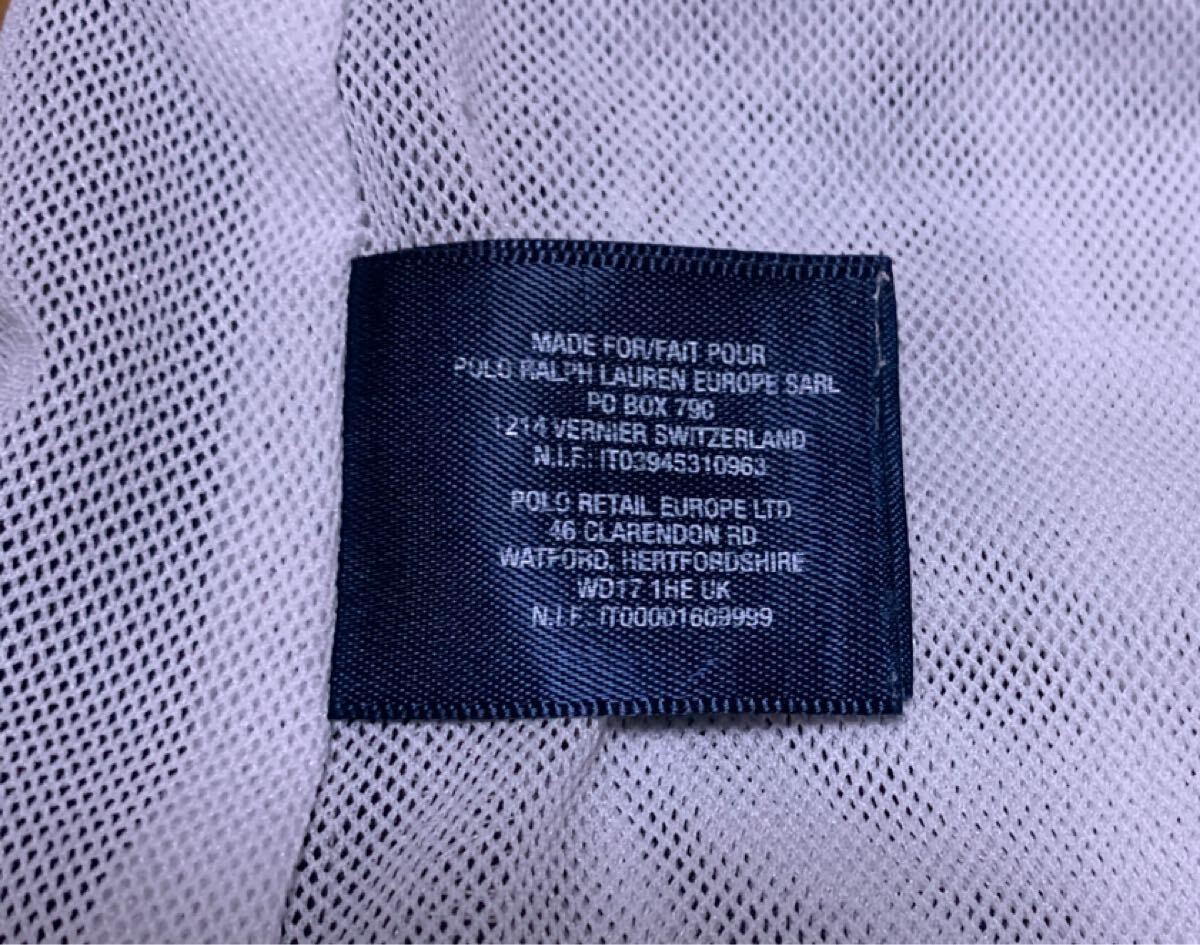 MADE FOR/FAIT POUR
POLO RALPH LAUREN EUROPE SARL
PO BOX 79C
1214 VERNIER SWITZERLAND
N.I.F.: IT03945310963
POLO RETAIL EUROPE LTD
46 CLARENDON RD
WATFORD, HERTFORDSHIRE
WD17 1HE UK
N.I.F: IT00001609999